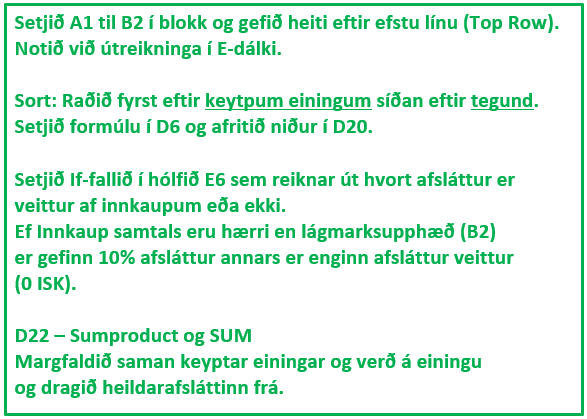 Setjið A1 til B2 í blokk og gefið heiti eftir efstu línu (Top Row).
Notið við útreikninga í E-dálki.
Sort: Raðið fyrst eftir keytpum einingum síðan eftir tegund.
Setjið formúlu í D6 og afritið niður í D20.
Setjið If-fallið í hólfið E6 sem reiknar út hvort afsláttur er
veittur af innkaupum eða ekki.
Ef Innkaup samtals eru hærri en lágmarksupphæð (B2)
er gefinn 10% afsláttur annars er enginn afsláttur veittur
(0 ISK).
D22 – Sumproduct og SUM
Margfaldið saman keyptar einingar og verð á einingu
og dragið heildarafsláttinn frá.